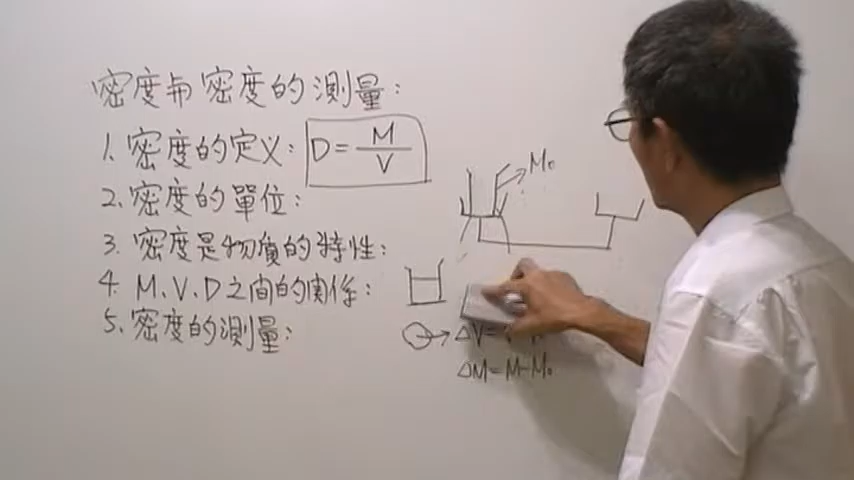 密度与密度的測量:
1. 密度的定义: D = M/V
2. 密度的單位:
3. 密度是物質的特性:
4. M、V、D之间的関係:
5. 密度的測量:
M₀
ΔV=
ΔM=M-M₀